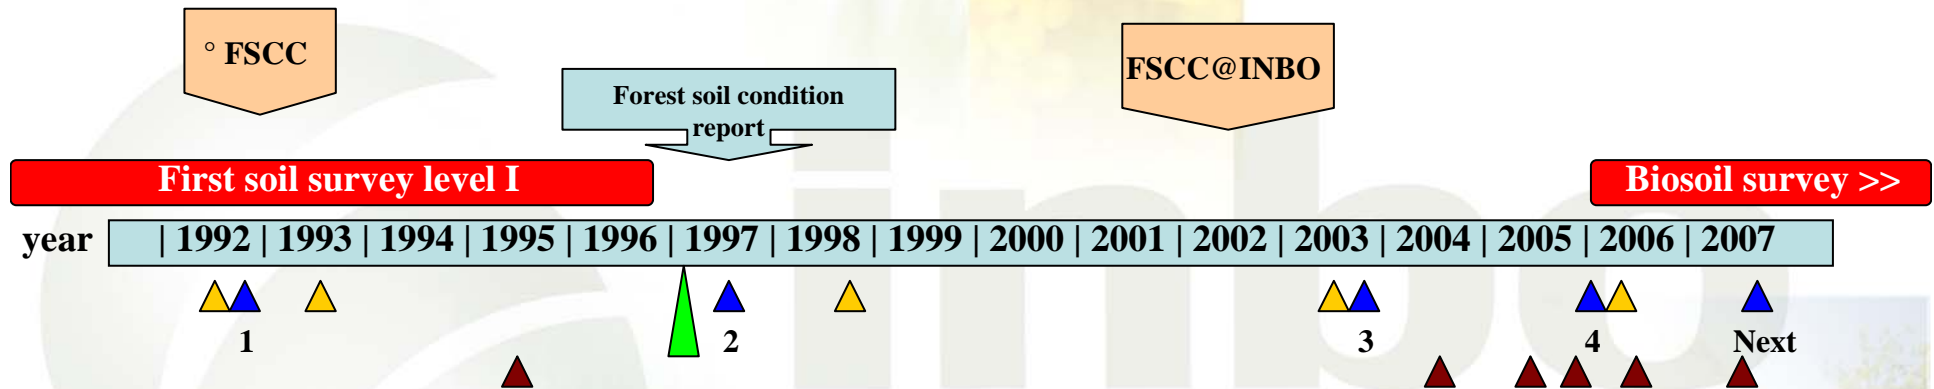 ° FSCC
FSCC@INBO
Forest soil condition
report
First soil survey level I
Biosoil survey >>
year | 1992 | 1993 | 1994 | 1995 | 1996 | 1997 | 1998 | 1999 | 2000 | 2001 | 2002 | 2003 | 2004 | 2005 | 2006 | 2007
1 2 3 4 Next
inbo